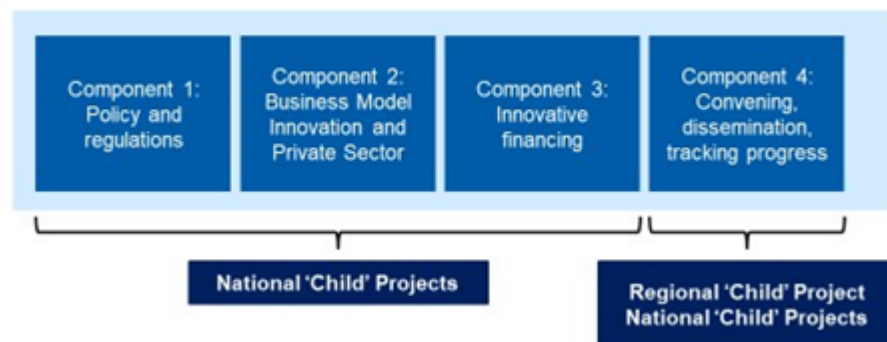 Component 1:
Policy and
regulations
Component 2:
Business Model
Innovation and
Private Sector
Component 3:
Innovative
financing
Component 4:
Convening,
dissemination,
tracking progress
National ‘Child’ Projects
Regional ‘Child’ Project
National ‘Child’ Projects